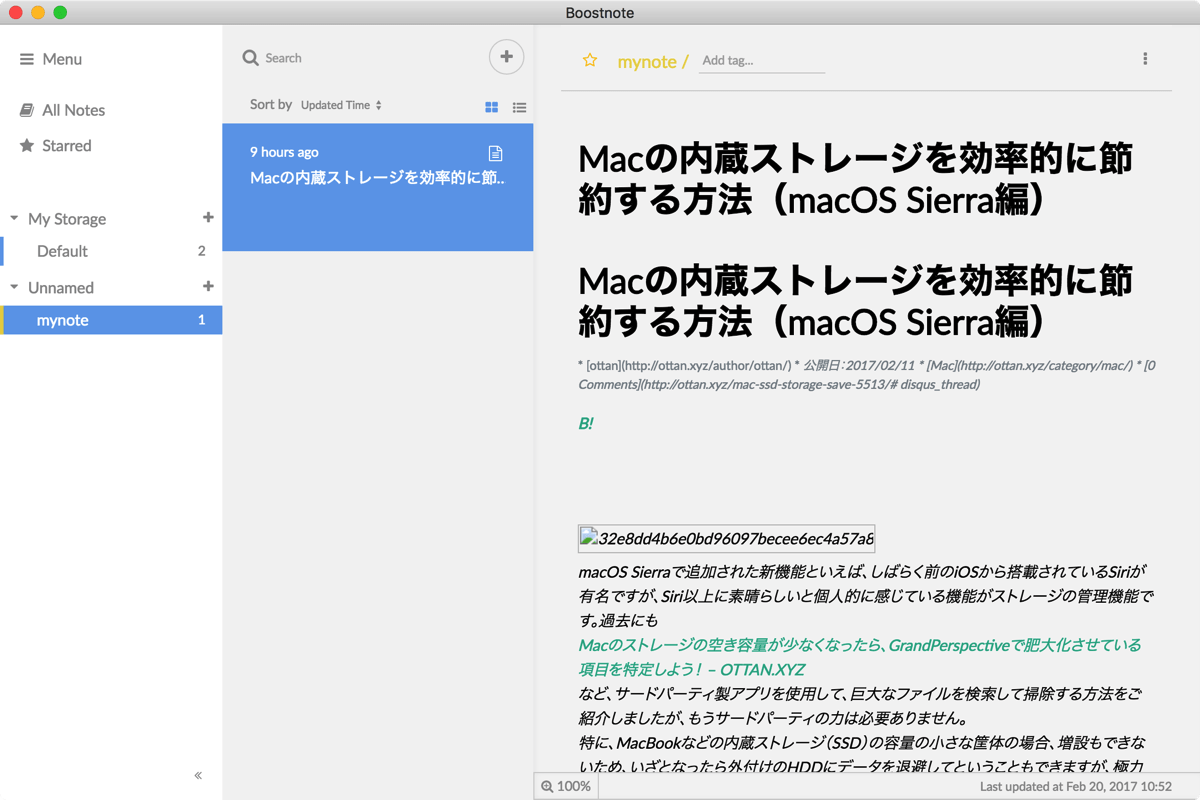 Boostnote
Menu
All Notes
Starred
My Storage
Default 2
Unnamed
mynote 1
«
Search
Sort by Updated Time
9 hours ago
Macの内蔵ストレージを効率的に節..
mynote / Add tag...
Macの内蔵ストレージを効率的に節
約する方法（macOS Sierra編）
Macの内蔵ストレージを効率的に節
約する方法（macOS Sierra編）
* [ottan](http://ottan.xyz/author/ottan/) * 公開日：2017/02/11 * [Mac](http://ottan.xyz/category/mac/) * [0
Comments](http://ottan.xyz/mac-ssd-storage-save-5513/# disqus_thread)
B!
32e8dd4b6e0bd96097becee6ec4a57a8
macOS Sierraで追加された新機能といえば、しばらく前のiOSから搭載されているSiriが
有名ですが、Siri以上に素晴らしいと個人的に感じている機能がストレージの管理機能で
す。過去にも
Macのストレージの空き容量が少なくなったら、GrandPerspectiveで肥大化させている
項目を特定しよう！ – OTTAN.XYZ
など、サードパーティ製アプリを使用して、巨大なファイルを検索して掃除する方法をご
紹介しましたが、もうサードパーティの力は必要ありません。
特に、MacBookなどの内蔵ストレージ（SSD）の容量の小さな筐体の場合、増設もできな
いため、いざとなったら外付けのHDDにデータを退避してということもできますが、極力
100%
Last updated at Feb 20, 2017 10:52